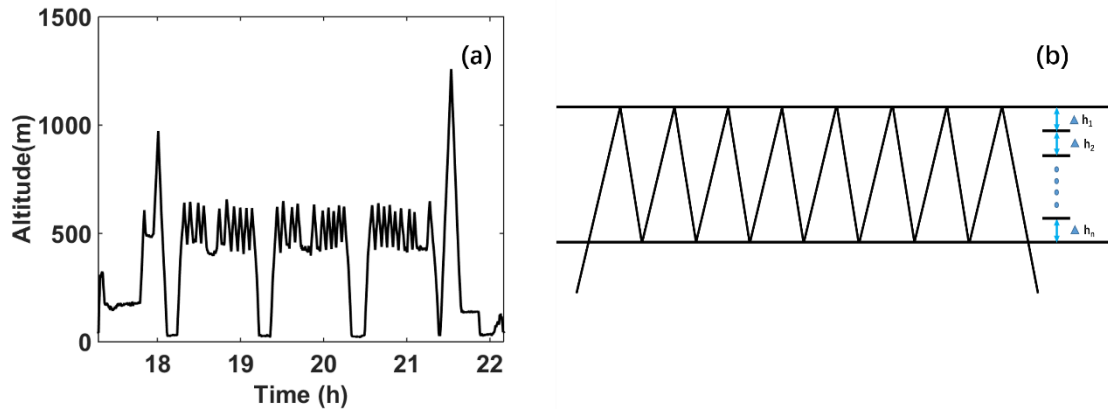 1500
(a)
1000
500
0
Altitude(m)
18 19 20 21 22
Time (h)
(b)
Δ h1
Δ h2
Δ hn